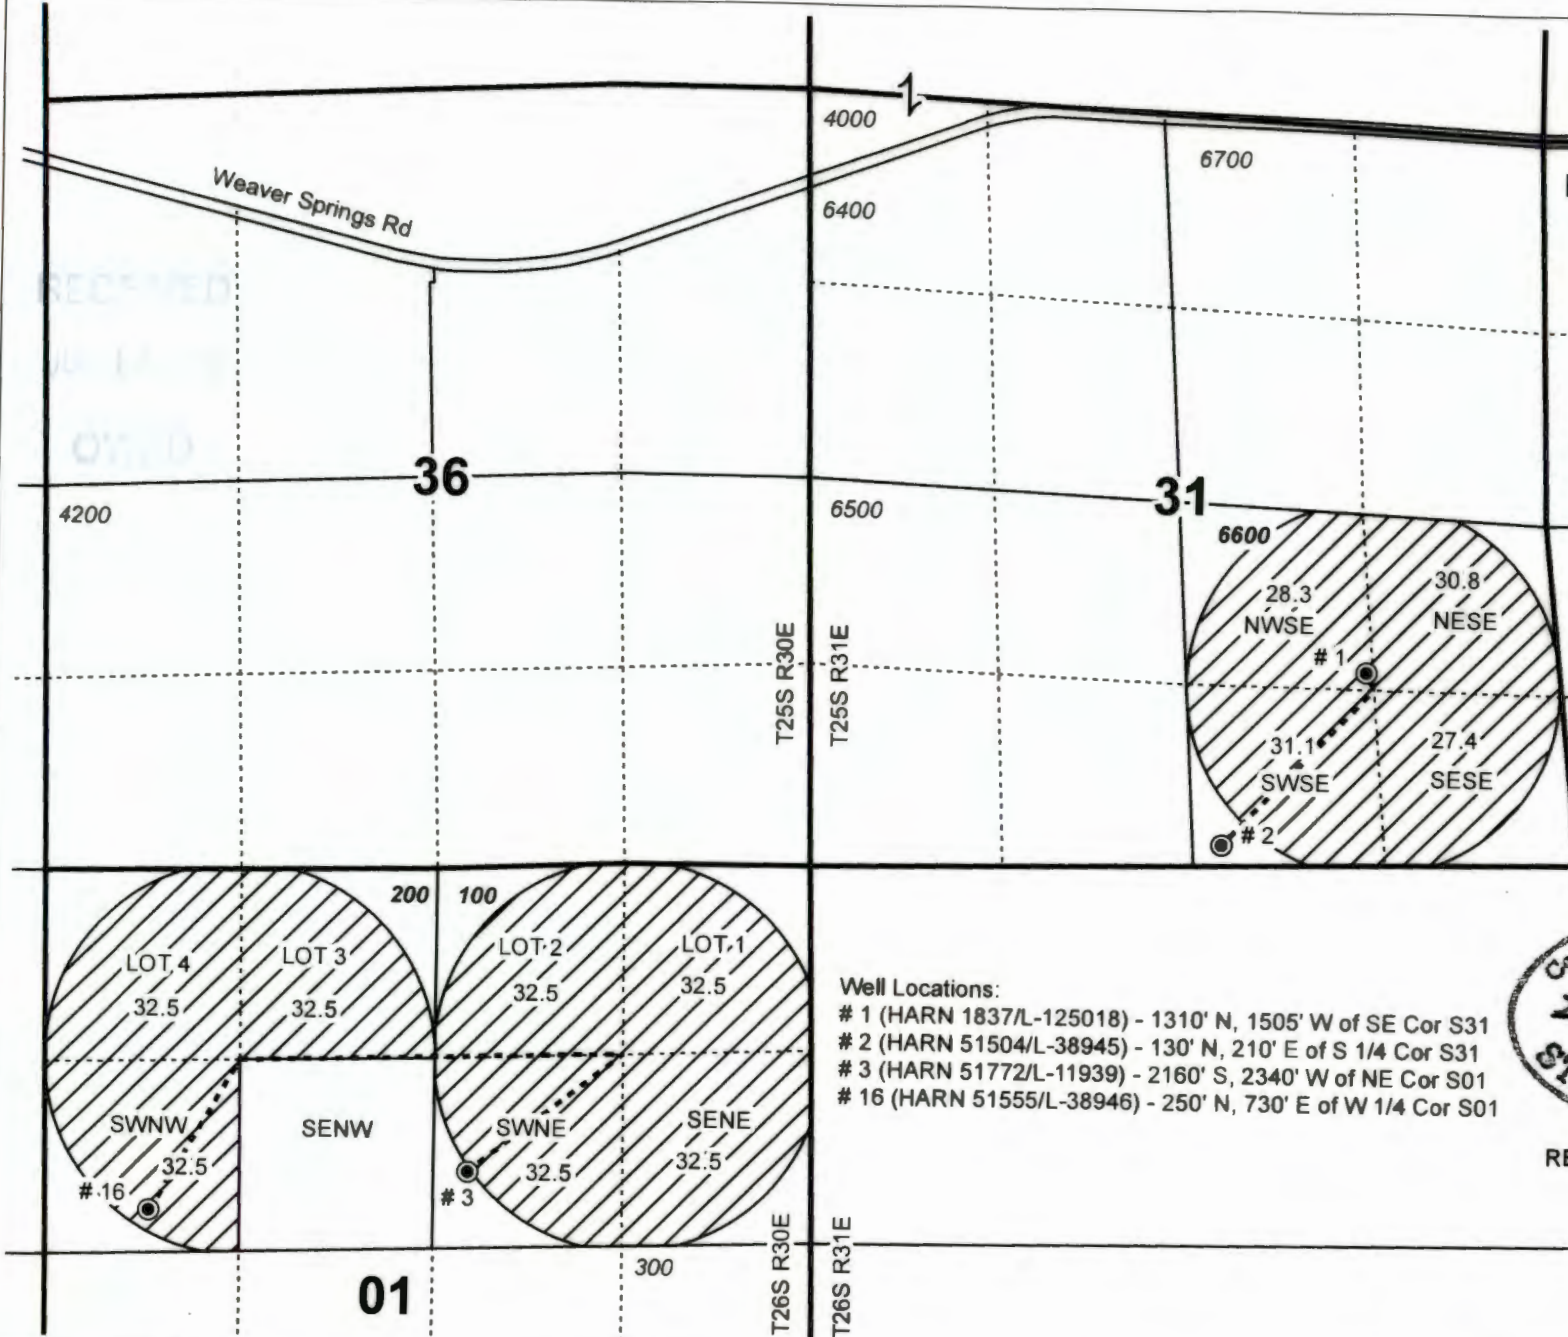 4000
6700
Weaver Springs Rd
6400
RECEIVED
36
31
4200
6500
6600
28.3
NWSE
30.8
NESE
# 1
T25S R30E
T25S R31E
31.1
SWSE
27.4
SESE
# 2
200
100
LOT 4
32.5
LOT 3
32.5
LOT 2
32.5
LOT 1
32.5
Well Locations:
# 1 (HARN 1837/L-125018) - 1310' N, 1505' W of SE Cor S31
# 2 (HARN 51504/L-38945) - 130' N, 210' E of S 1/4 Cor S31
# 3 (HARN 51772/L-11939) - 2160' S, 2340' W of NE Cor S01
# 16 (HARN 51555/L-38946) - 250' N, 730' E of W 1/4 Cor S01
SWNW
32.5
SENW
SWNE
32.5
SENE
32.5
# 16
# 3
RE
300
01
T26S R30E
T26S R31E